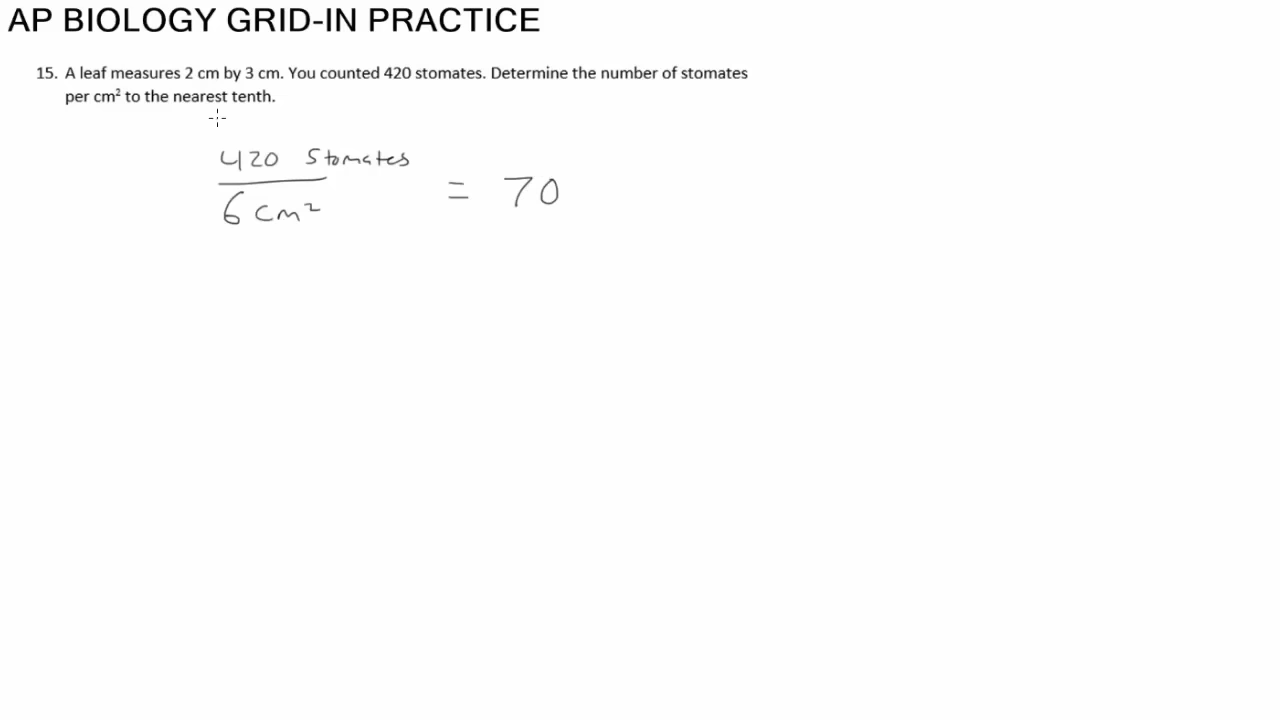 AP BIOLOGY GRID-IN PRACTICE
15. A leaf measures 2 cm by 3 cm. You counted 420 stomates. Determine the number of stomates
per cm² to the nearest tenth.
420 Stomates
6 cm²
= 70